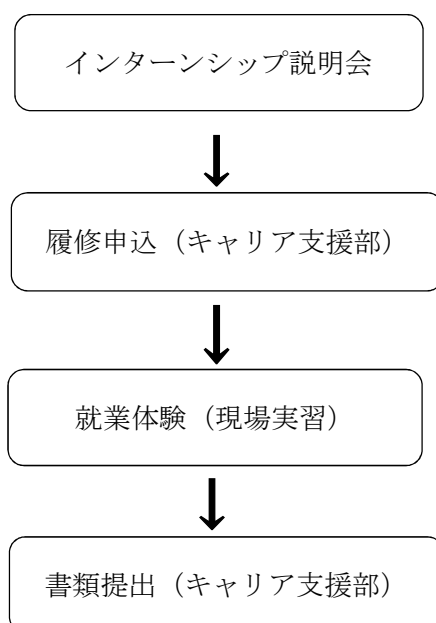 インターンシップ説明会
履修申込（キャリア支援部）
就業体験（現場実習）
書類提出（キャリア支援部）